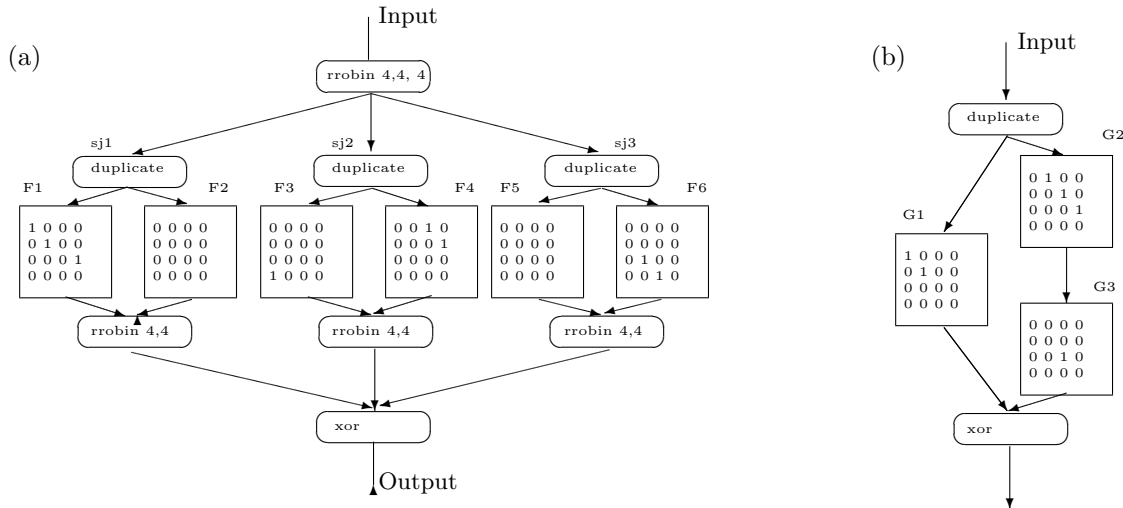 (a)
Input
rrobin 4,4, 4
sj1
sj2
sj3
duplicate
duplicate
duplicate
F1
F2
F3
F4
F5
F6
1 0 0 0
0 1 0 0
0 0 0 1
0 0 0 0
0 0 0 0
0 0 0 0
0 0 0 0
0 0 0 0
0 0 0 0
0 0 0 0
0 0 0 0
1 0 0 0
0 0 1 0
0 0 0 1
0 0 0 0
0 0 0 0
0 0 0 0
0 0 0 0
0 0 0 0
0 0 0 0
0 0 0 0
0 0 0 0
0 1 0 0
0 0 1 0
rrobin 4,4
rrobin 4,4
rrobin 4,4
xor
Output
(b)
Input
duplicate
G2
0 1 0 0
0 0 1 0
0 0 0 1
0 0 0 0
G1
1 0 0 0
0 1 0 0
0 0 0 0
0 0 0 0
G3
0 0 0 0
0 0 0 0
0 0 1 0
0 0 0 0
xor